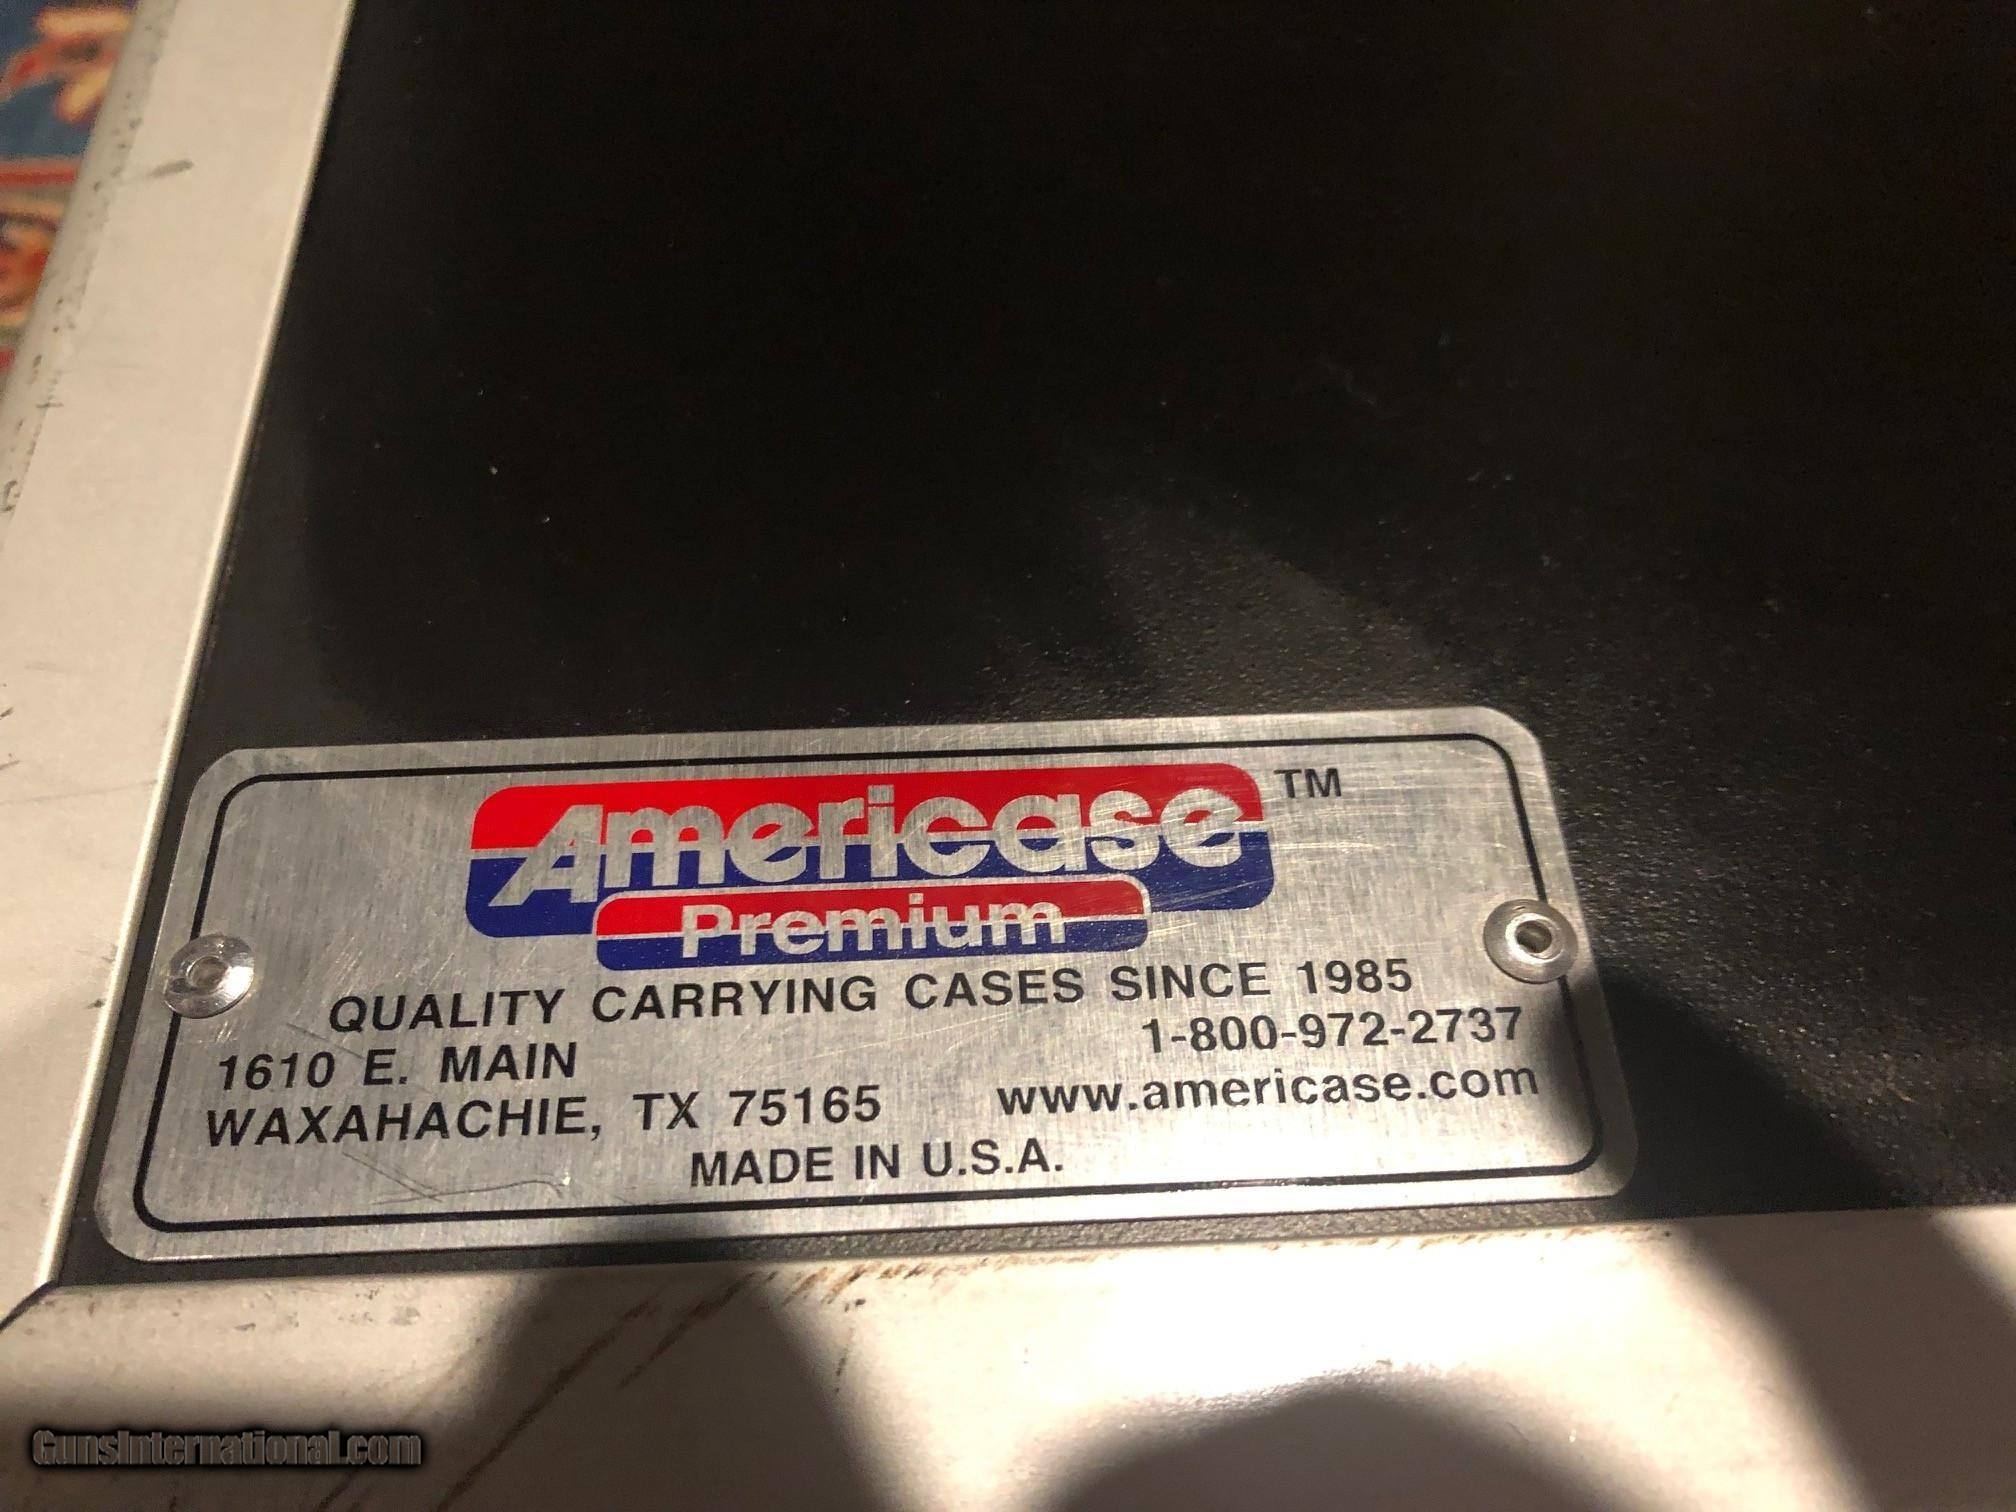 Americase TM
Premium
QUALITY CARRYING CASES SINCE 1985
1610 E. MAIN 1-800-972-2737
WAXAHACHIE, TX 75165 www.americase.com
MADE IN U.S.A.
GunsInternational.com